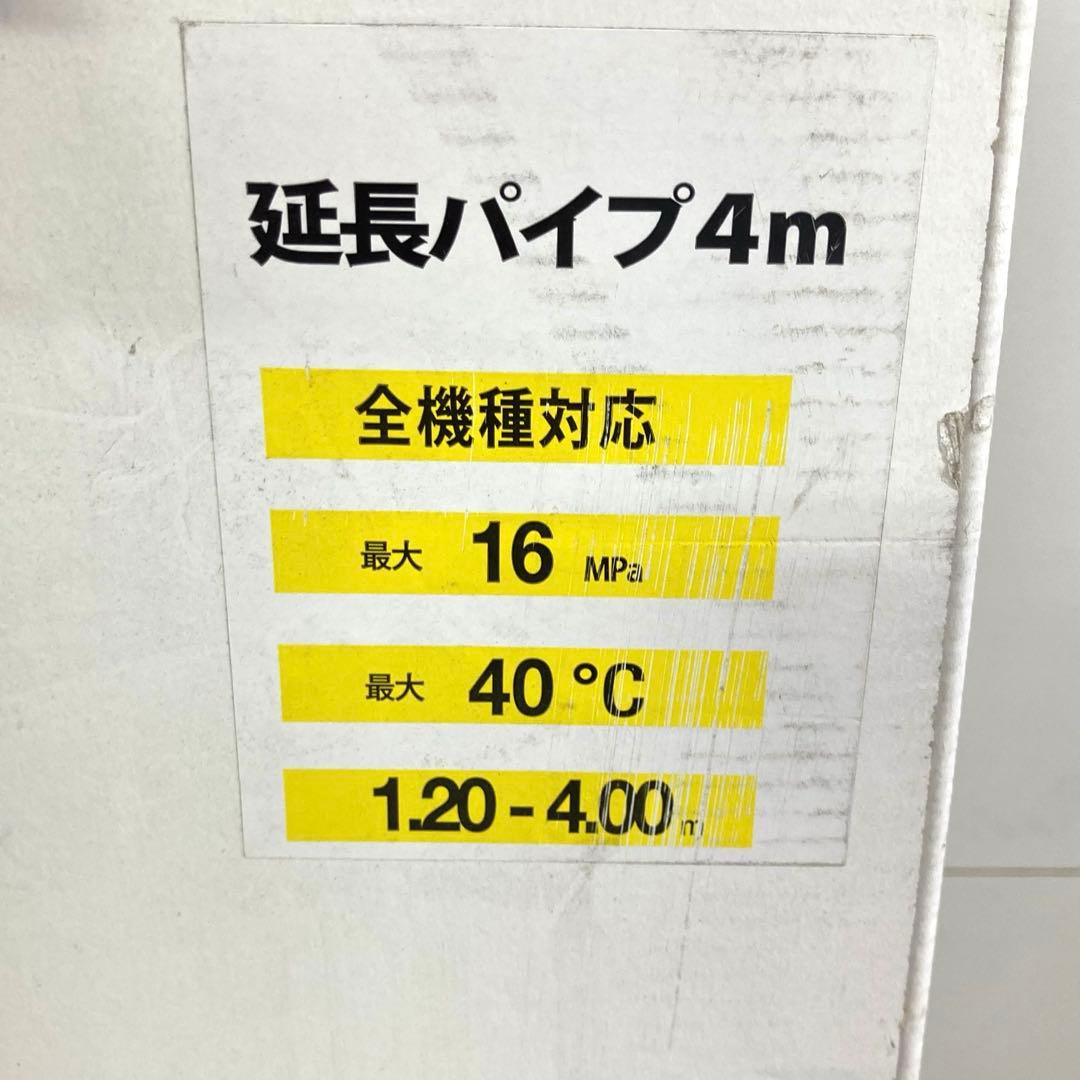 延長パイプ4m
全機種対応
最大 16 MPa
最大 40 °C
1.20 - 4.00 m